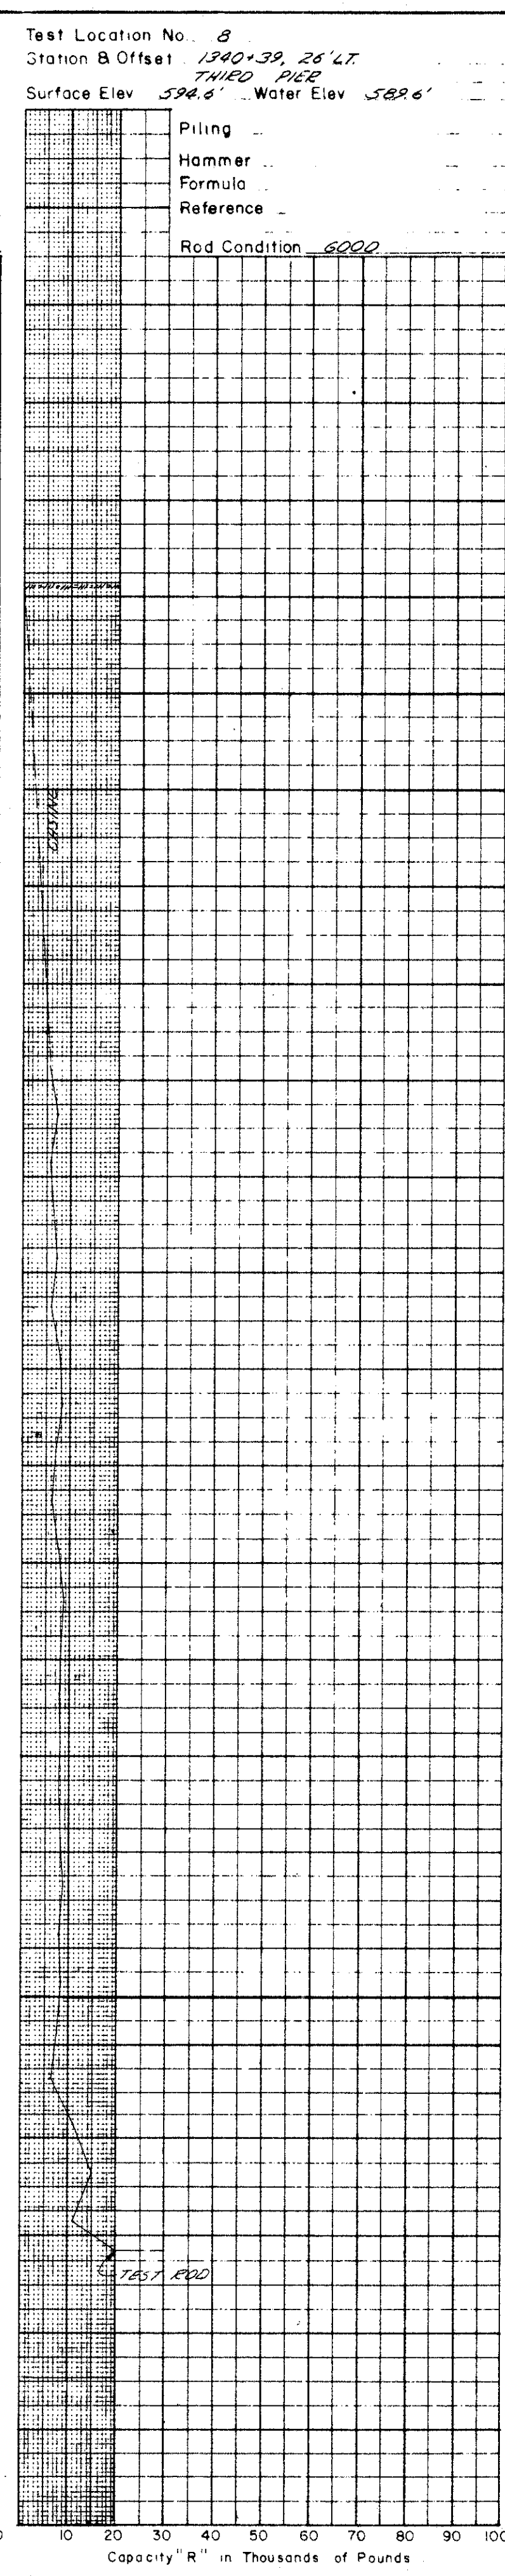 Test Location No. 8
Station & Offset 1340+39, 26' LT.
THIRD PIER
Surface Elev 594.6' Water Elev 589.6'
Piling
Hammer
Formula
Reference
Rod Condition GOOD
CASING
TEST ROD
0 10 20 30 40 50 60 70 80 90 100
Capacity "R" in Thousands of Pounds